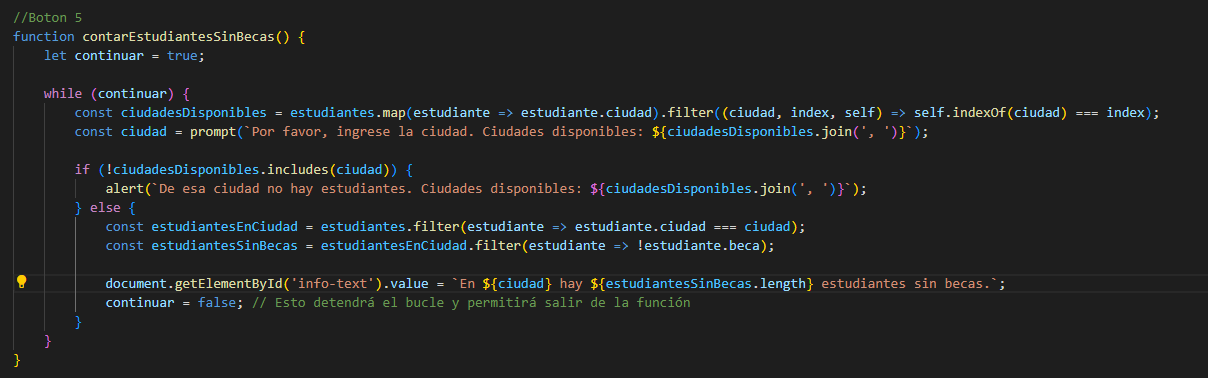 //Boton 5
function contarEstudiantesSinBecas() {
    let continuar = true;

    while (continuar) {
        const ciudadesDisponibles = estudiantes.map(estudiante => estudiante.ciudad).filter((ciudad, index, self) => self.indexOf(ciudad) === index);
        const ciudad = prompt(`Por favor, ingrese la ciudad. Ciudades disponibles: ${ciudadesDisponibles.join(', ')}`);

        if (!ciudadesDisponibles.includes(ciudad)) {
            alert(`De esa ciudad no hay estudiantes. Ciudades disponibles: ${ciudadesDisponibles.join(', ')}`);
        } else {
            const estudiantesEnCiudad = estudiantes.filter(estudiante => estudiante.ciudad === ciudad);
            const estudiantesSinBecas = estudiantesEnCiudad.filter(estudiante => !estudiante.beca);

            document.getElementById('info-text').value = `En ${ciudad} hay ${estudiantesSinBecas.length} estudiantes sin becas.`;
            continuar = false; // Esto detendrá el bucle y permitirá salir de la función
        }
    }
}